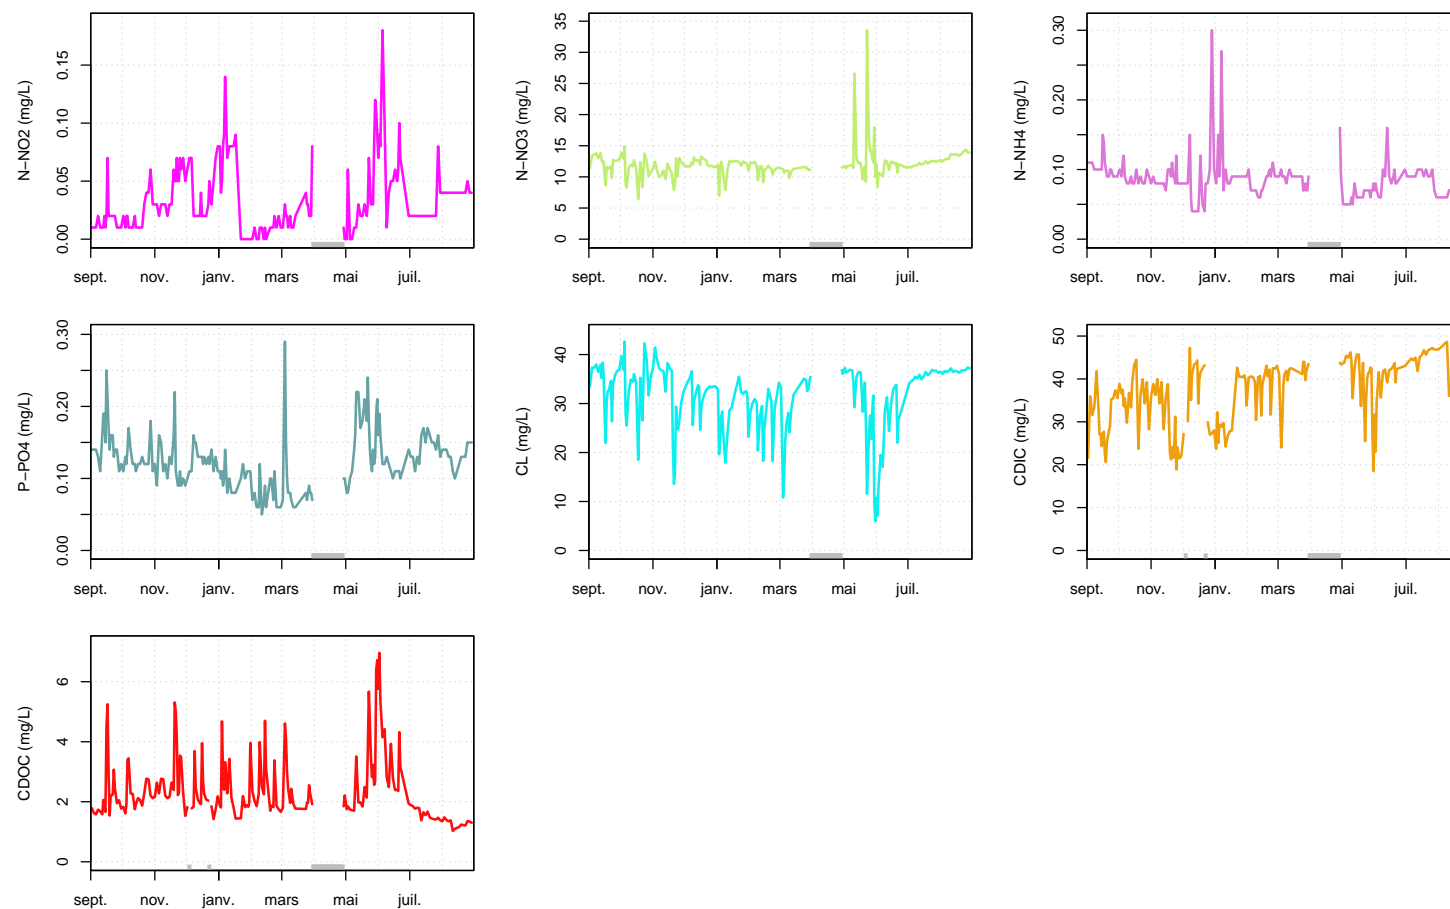 N−NO2 (mg/L)
0.00
0.05
0.10
0.15
sept.
nov.
janv.
mars
mai
juil.
N−NO3 (mg/L)
0
5
10
15
20
25
30
35
sept.
nov.
janv.
mars
mai
juil.
N−NH4 (mg/L)
0.00
0.10
0.20
0.30
sept.
nov.
janv.
mars
mai
juil.
P−PO4 (mg/L)
0.00
0.10
0.20
0.30
sept.
nov.
janv.
mars
mai
juil.
CL (mg/L)
0
10
20
30
40
sept.
nov.
janv.
mars
mai
juil.
CDIC (mg/L)
0
10
20
30
40
50
sept.
nov.
janv.
mars
mai
juil.
CDOC (mg/L)
0
2
4
6
sept.
nov.
janv.
mars
mai
juil.